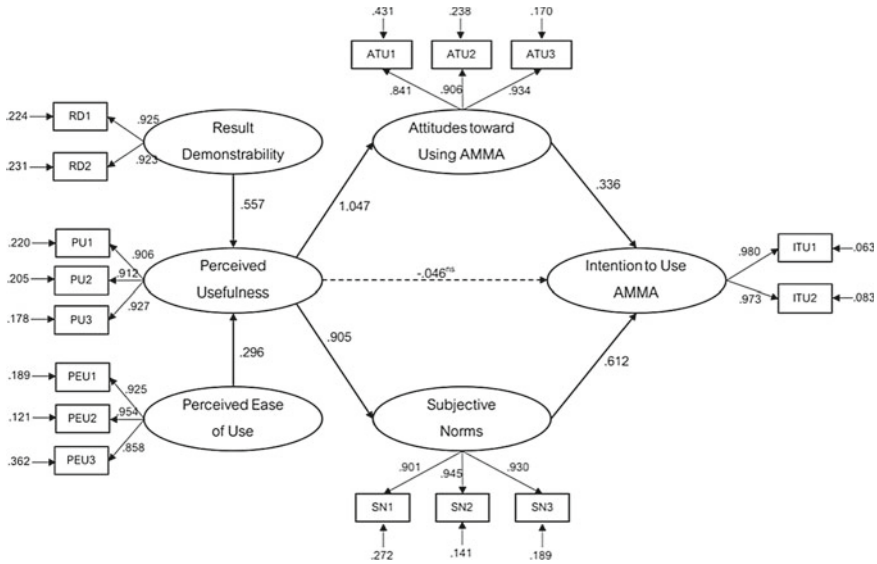 .431
.238
.170
ATU1
ATU2
ATU3
.841
.906
.934
.224
RD1
.925
Result
Demonstrability
Attitudes toward
Using AMMA
.231
RD2
.923
.557
1.047
.336
.220
PU1
.906
.205
PU2
.912
Perceived
Usefulness
-.046ns
Intention to Use
AMMA
.980
ITU1
.063
.973
ITU2
.083
.178
PU3
.927
.296
.905
.612
.189
PEU1
.925
.121
PEU2
.954
Perceived Ease
of Use
Subjective
Norms
.362
PEU3
.858
.901
.945
.930
SN1
SN2
SN3
.272
.141
.189